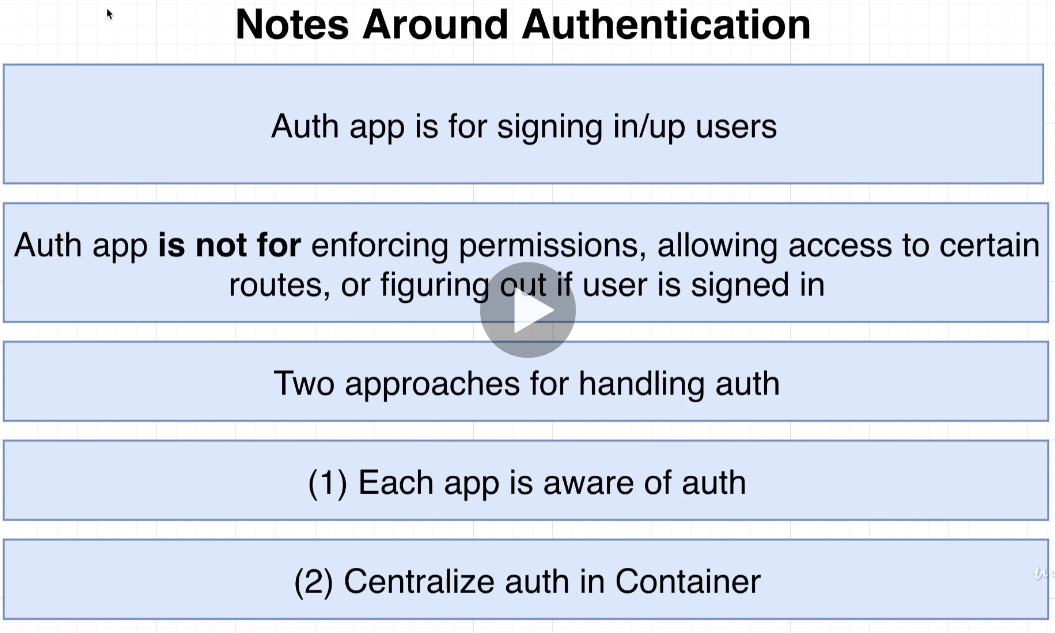 Notes Around Authentication
Auth app is for signing in/up users
Auth app is not for enforcing permissions, allowing access to certain
routes, or figuring out if user is signed in
Two approaches for handling auth
(1) Each app is aware of auth
(2) Centralize auth in Container